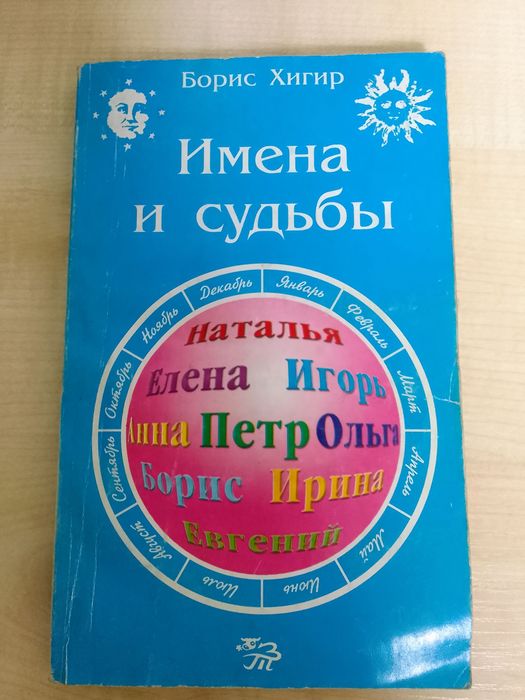 Борис Хигир
Имена
и судьбы
Январь
Февраль
Март
Апрель
Май
Июнь
Июль
Август
Сентябрь
Октябрь
Ноябрь
Декабрь
Наталья
Елена Игорь
Анна Петр Ольга
Борис Ирина
Евгений